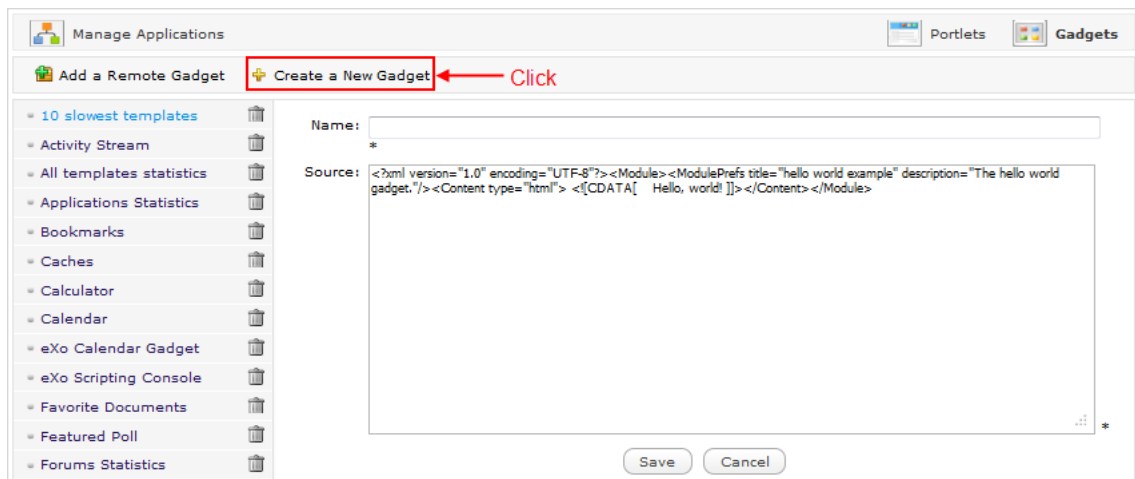 Manage Applications
Portlets
Gadgets
Add a Remote Gadget
Create a New Gadget
Click
10 slowest templates
Activity Stream
All templates statistics
Applications Statistics
Bookmarks
Caches
Calculator
Calendar
eXo Calendar Gadget
eXo Scripting Console
Favorite Documents
Featured Poll
Forums Statistics
Name:
*
Source:
<?xml version="1.0" encoding="UTF-8"?><Module><ModulePrefs title="hello world example" description="The hello world
gadget."/><Content type="html"> <![CDATA[    Hello, world! ]]></Content></Module>
*
Save
Cancel